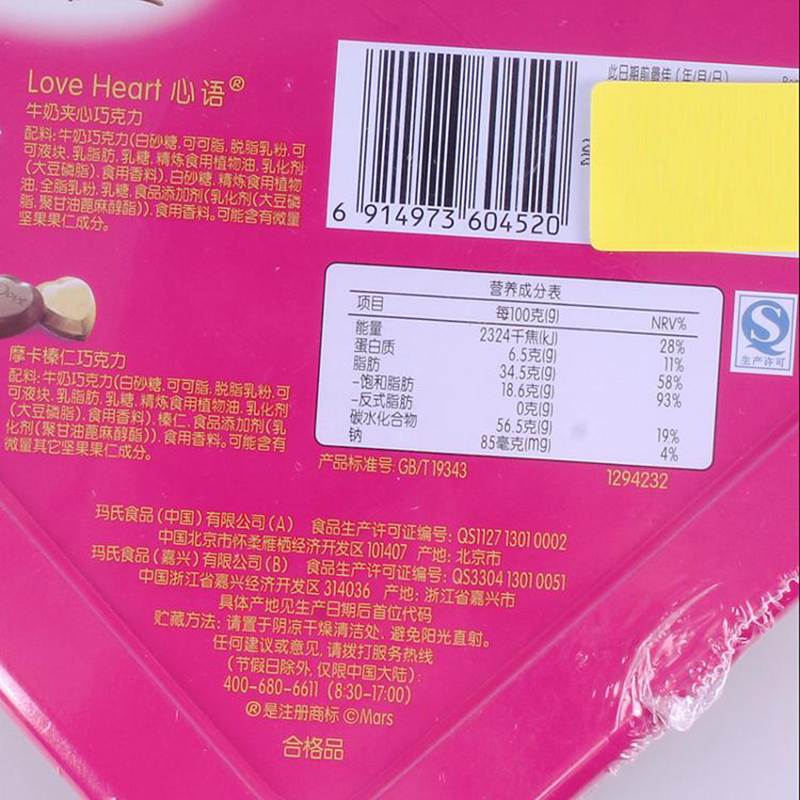 Love Heart 心语®
牛奶夹心巧克力
配料:牛奶巧克力(白砂糖,可可脂,脱脂乳粉,可
可液块,乳脂肪,乳糖,精炼食用植物油,乳化剂
(大豆磷脂),食用香料),白砂糖,精炼食用植物
油,全脂乳粉,乳糖,食品添加剂(乳化剂(大豆磷
脂,聚甘油蓖麻醇酯)),食用香料。可能含有微量
坚果果仁成分。
摩卡榛仁巧克力
配料:牛奶巧克力(白砂糖,可可脂,脱脂乳粉,可
可液块,乳脂肪,乳糖,精炼食用植物油,乳化剂
(大豆磷脂),食用香料),榛仁,食品添加剂(乳
化剂(聚甘油蓖麻醇酯)),食用香料。可能含有
微量其它坚果果仁成分。
6 914973 604520
此日期前最佳(年/月/日)
营养成分表
项目 每100克(g) NRV%
能量 2324千焦(kJ) 28%
蛋白质 6.5克(g) 11%
脂肪 34.5克(g) 58%
-饱和脂肪 18.6克(g) 93%
-反式脂肪 0克(g)
碳水化合物 56.5克(g) 19%
钠 85毫克(mg) 4%
生产许可
产品标准号:GB/T 19343
1294232
玛氏食品(中国)有限公司(A) 食品生产许可证编号:QS1127 1301 0002
中国北京市怀柔雁栖经济开发区 101407 产地:北京市
玛氏食品(嘉兴)有限公司(B) 食品生产许可证编号:QS3304 1301 0051
中国浙江省嘉兴经济开发区 314036 产地:浙江省嘉兴市
具体产地见生产日期后首位代码
贮藏方法:请置于阴凉干燥清洁处,避免阳光直射。
任何建议或意见,请拨打服务热线
(节假日除外,仅限中国大陆):
400-680-6611 (8:30-17:00)
®是注册商标 ©Mars
合格品